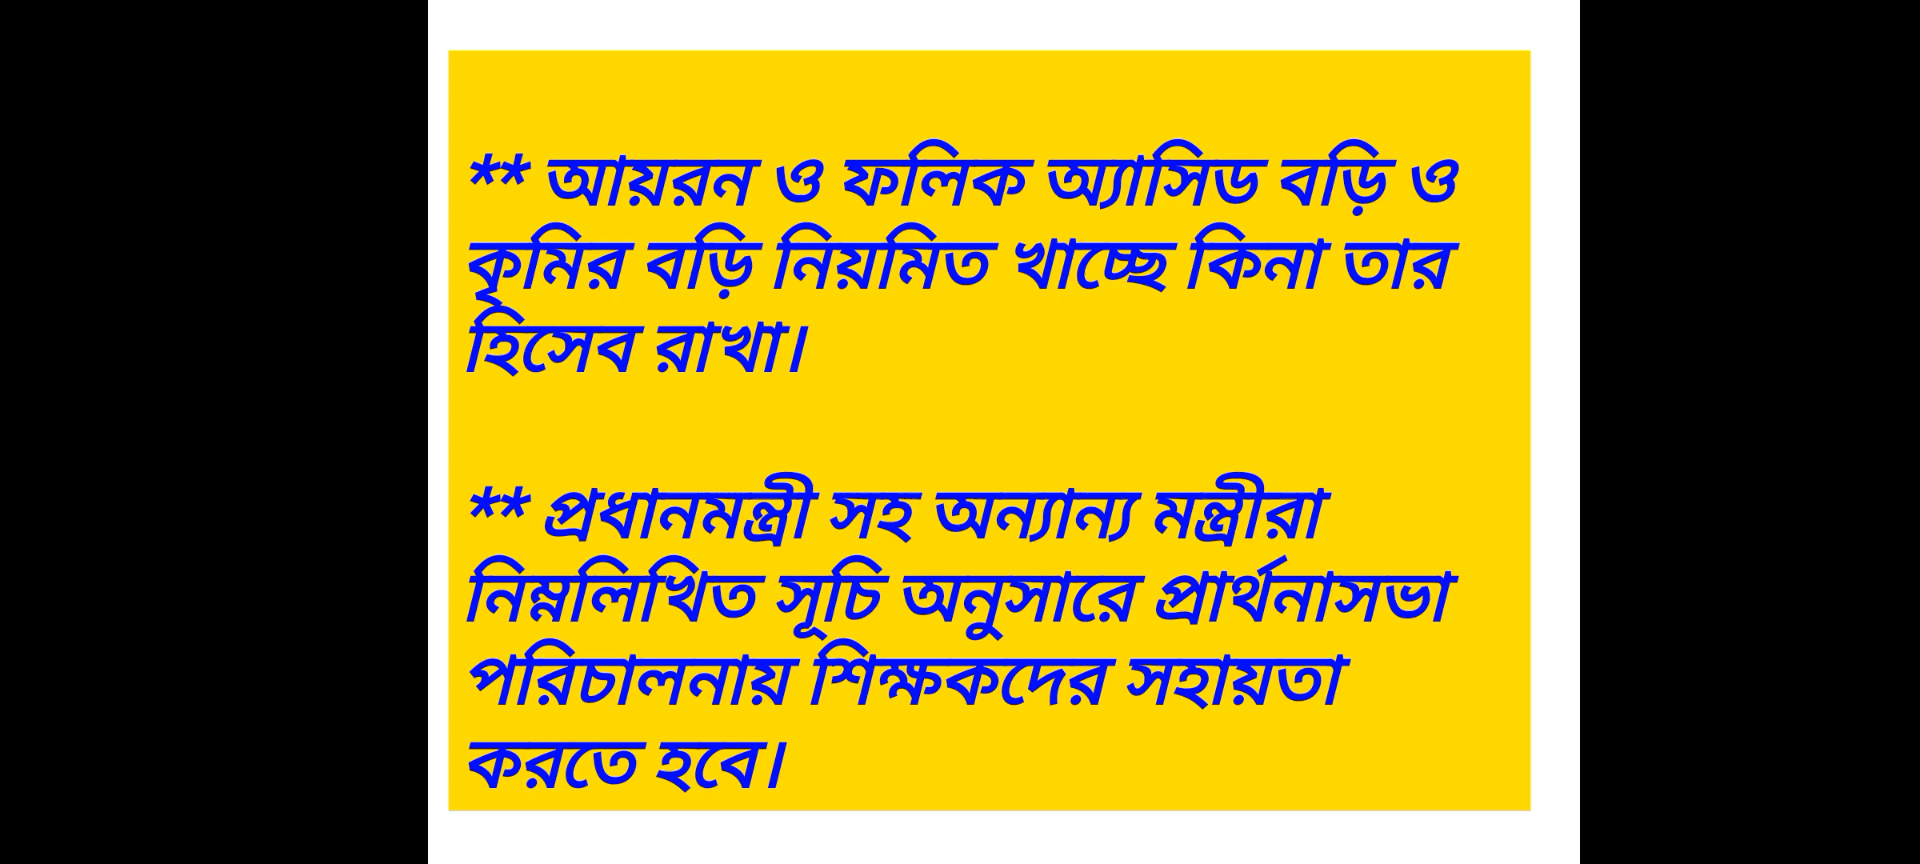 ** আয়রন ও ফলিক অ্যাসিড বড়ি ও
কৃমির বড়ি নিয়মিত খাচ্ছে কিনা তার
হিসেব রাখা।
** প্রধানমন্ত্রী সহ অন্যান্য মন্ত্রীরা
নিম্নলিখিত সূচি অনুসারে প্রার্থনাসভা
পরিচালনায় শিক্ষকদের সহায়তা
করতে হবে।